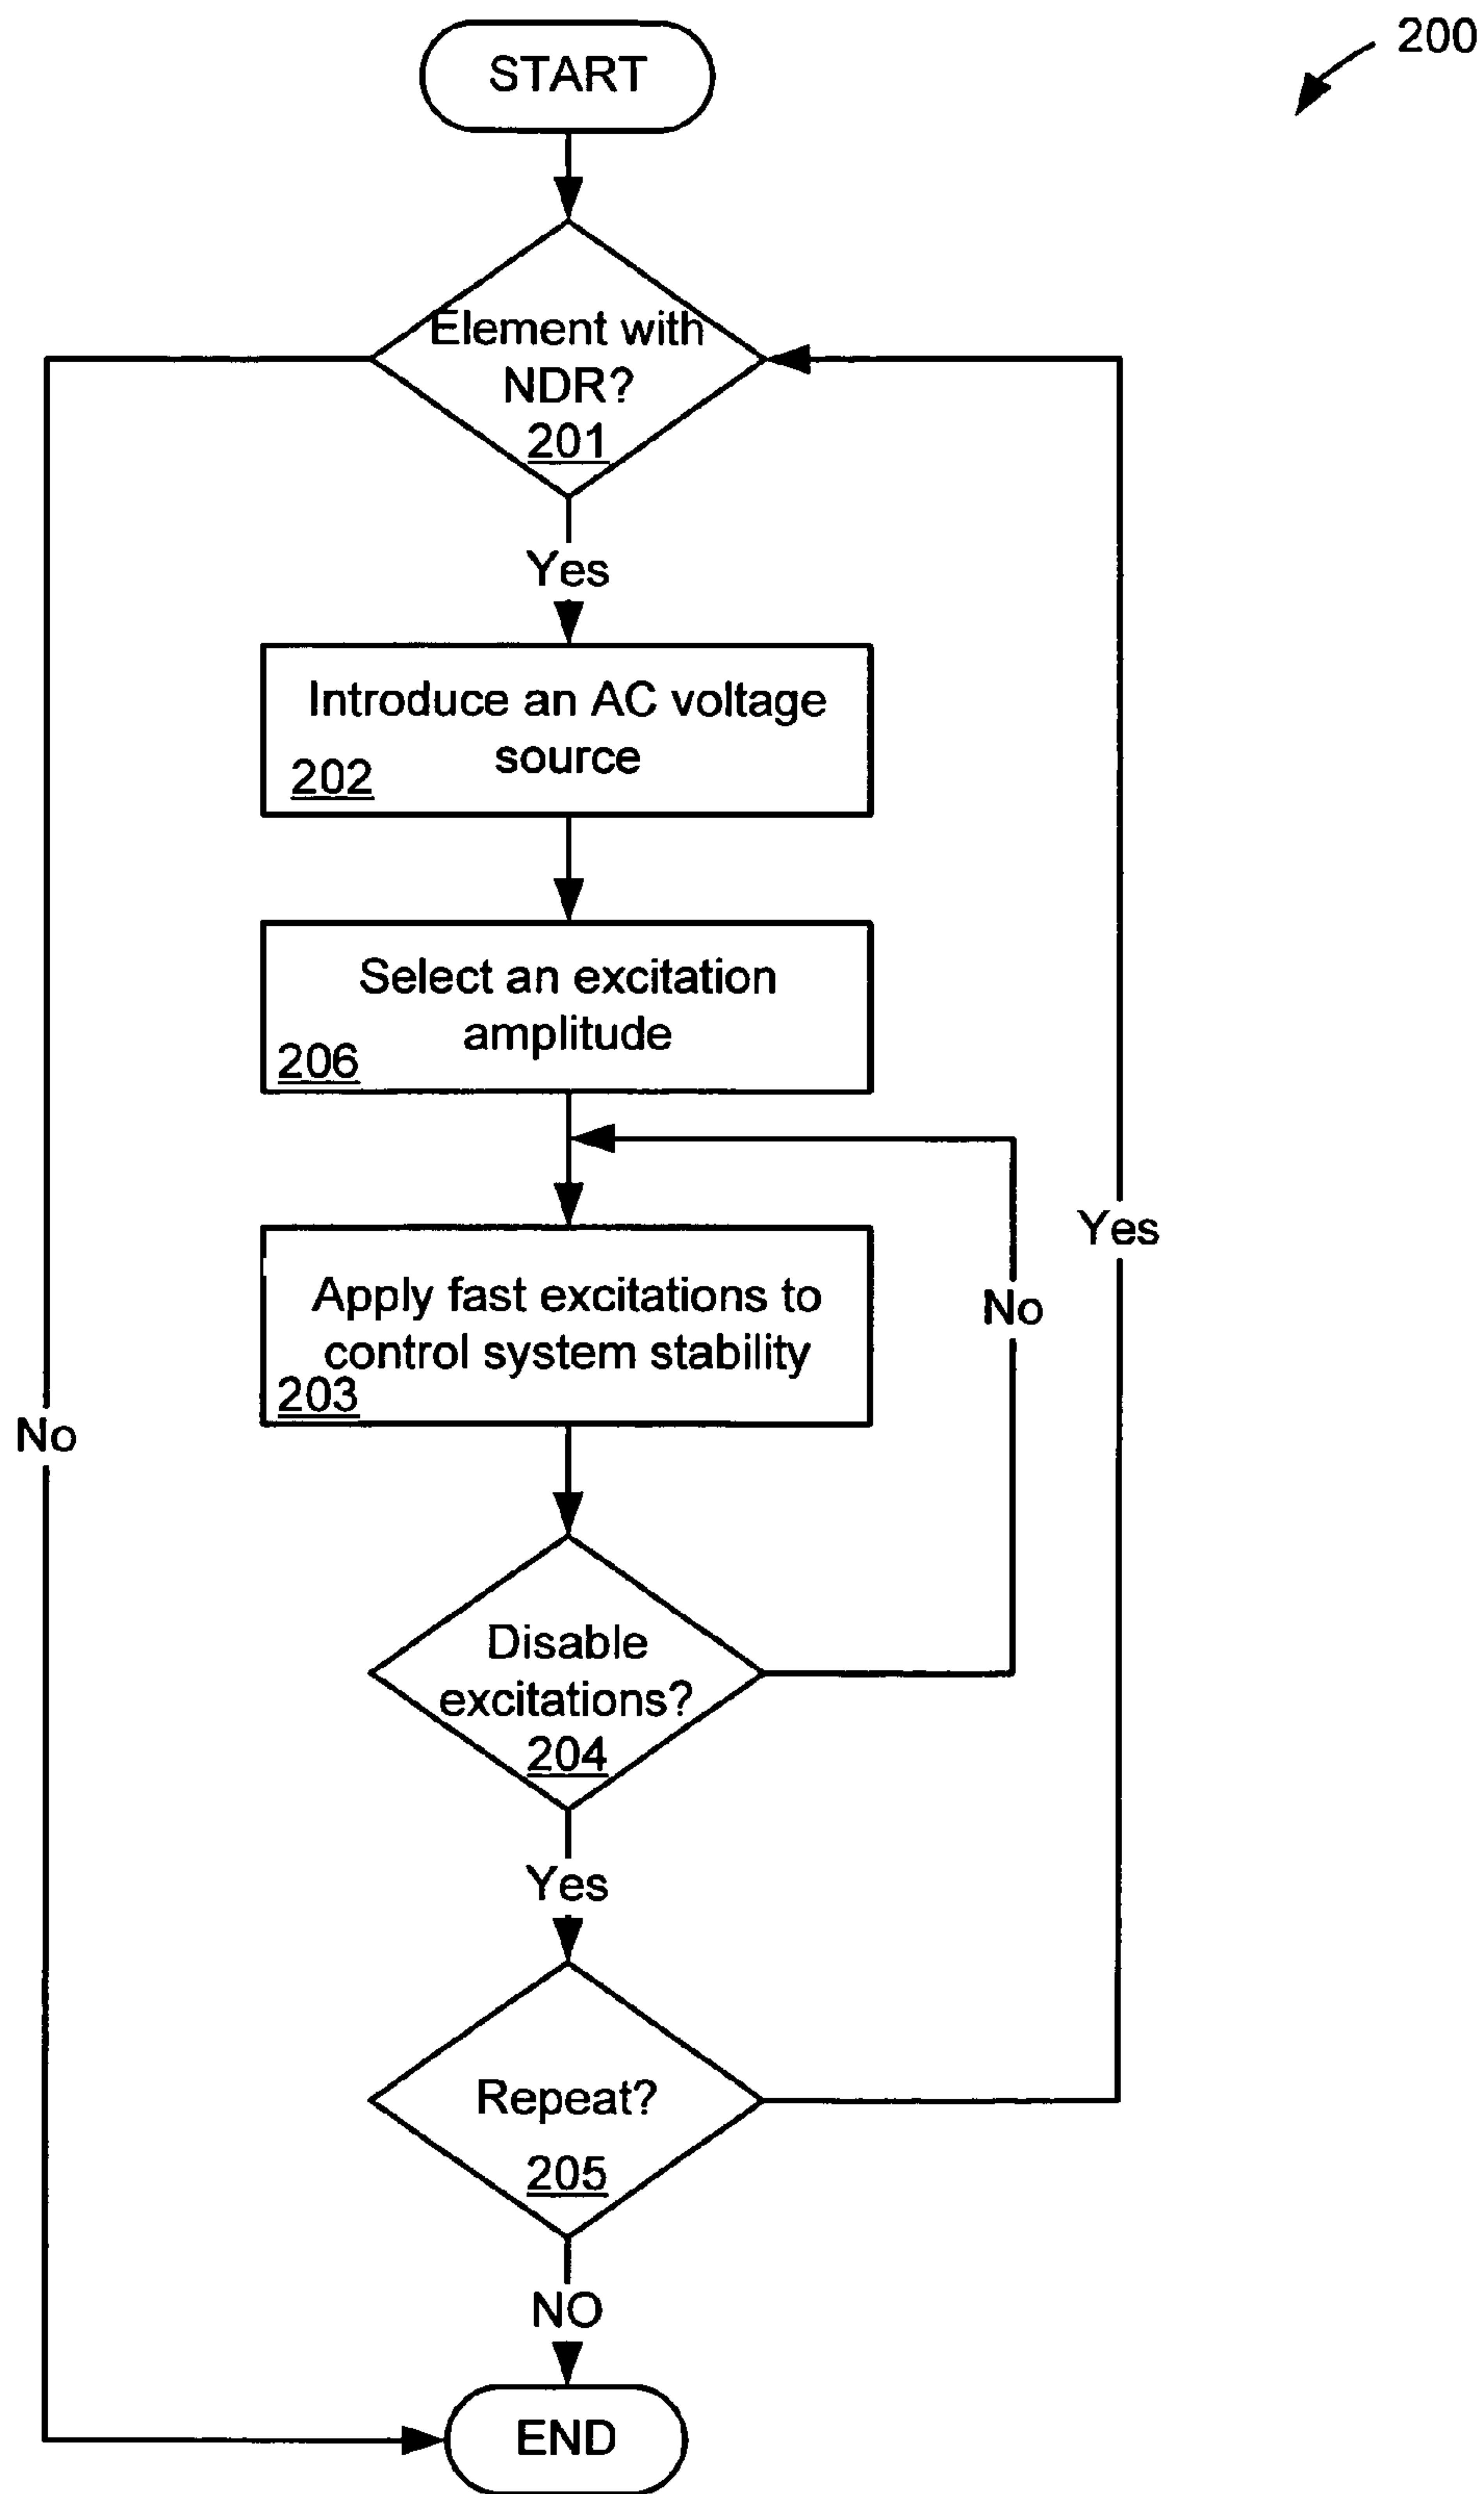 200
START
Element with
NDR?
201
Yes
Introduce an AC voltage
source
202
Select an excitation
amplitude
206
Apply fast excitations to
control system stability
203
Yes
No
No
Disable
excitations?
204
Yes
Repeat?
205
NO
END